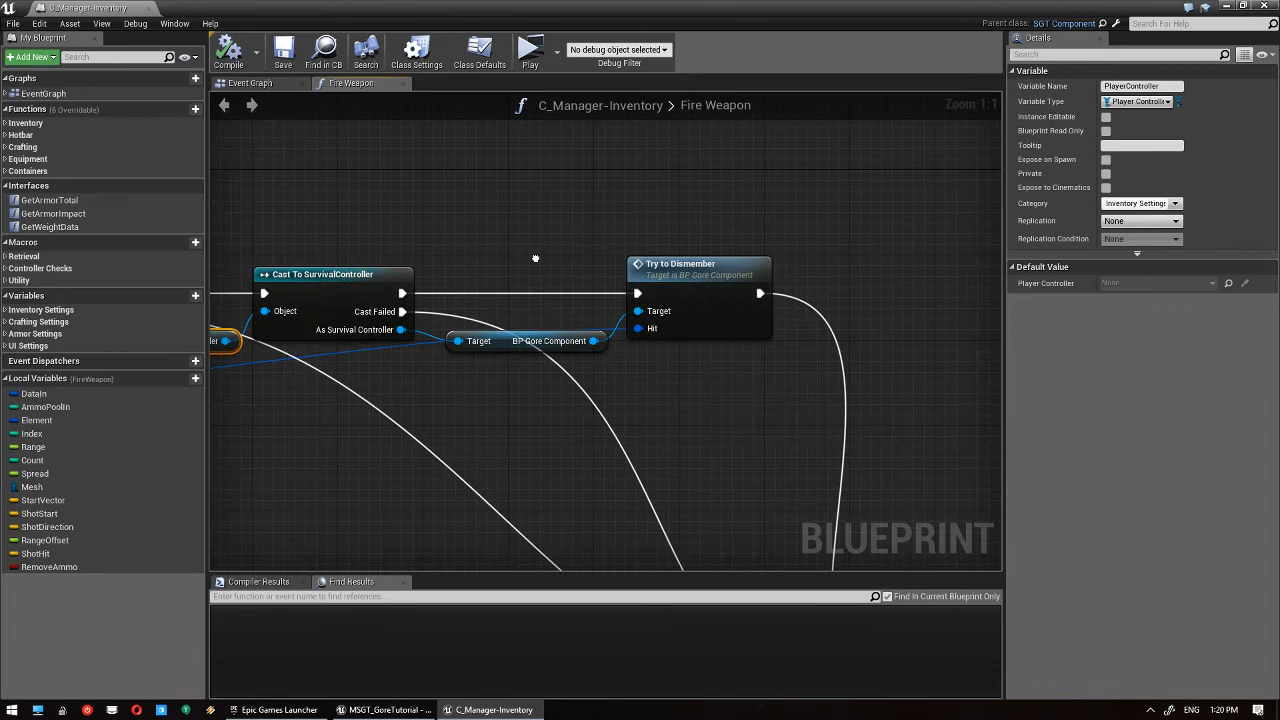 C_Manager-Inventory
File Edit Asset View Debug Window Help
Parent class: SGT Component
Search For Help
My Blueprint
Details
Add New
Search
Compile
Save
Find in CB
Search
Class Settings
Class Defaults
Play
No debug object selected
Debug Filter
Search
Graphs
EventGraph
Functions (6 Overridable)
Inventory
Hotbar
Crafting
Equipment
Containers
Interfaces
GetArmorTotal
GetArmorImpact
GetWeightData
Macros
Retrieval
Controller Checks
Utility
Variables
Inventory Settings
Crafting Settings
Armor Settings
UI Settings
Event Dispatchers
Local Variables (FireWeapon)
DataIn
AmmoPoolIn
Element
Index
Range
Count
Spread
Mesh
StartVector
ShotStart
ShotDirection
RangeOffset
ShotHit
RemoveAmmo
Event Graph
Fire Weapon
C_Manager-Inventory > Fire Weapon
Zoom 1:1
Cast To SurvivalController
Object
Cast Failed
As Survival Controller
ler
Target BP Gore Component
Try to Dismember
Target is BP Gore Component
Target
Hit
BLUEPRINT
Compiler Results
Find Results
Enter function or event name to find references...
Find In Current Blueprint Only
Variable
Variable Name PlayerController
Variable Type Player Controlle
Instance Editable
Blueprint Read Only
Tooltip
Expose on Spawn
Private
Expose to Cinematics
Category Inventory Settings
Replication None
Replication Condition None
Default Value
Player Controller None
Epic Games Launcher
MSGT_GoreTutorial - ...
C_Manager-Inventory
ENG 1:20 PM